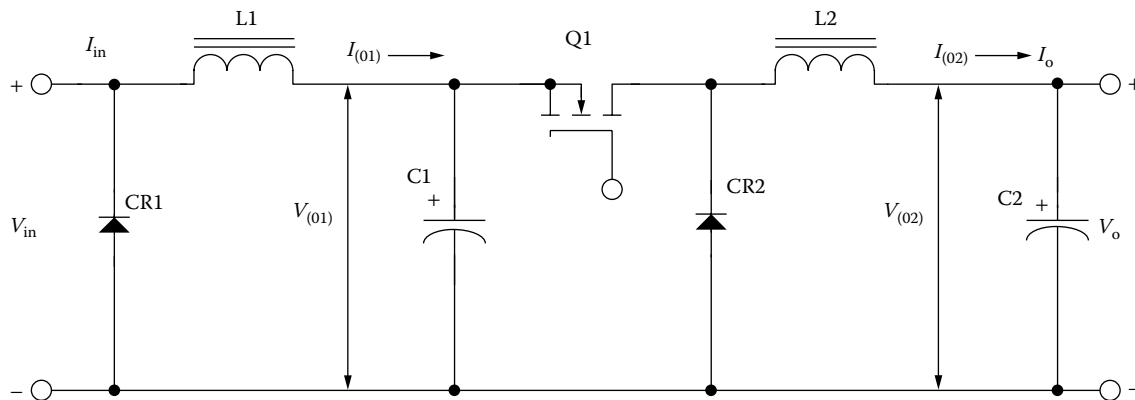 L1
L2
I(01)
Q1
Iin
I(02)
Io
+
+
C1
+
CR1
CR2
C2
+
Vin
V(01)
V(02)
Vo
−
−